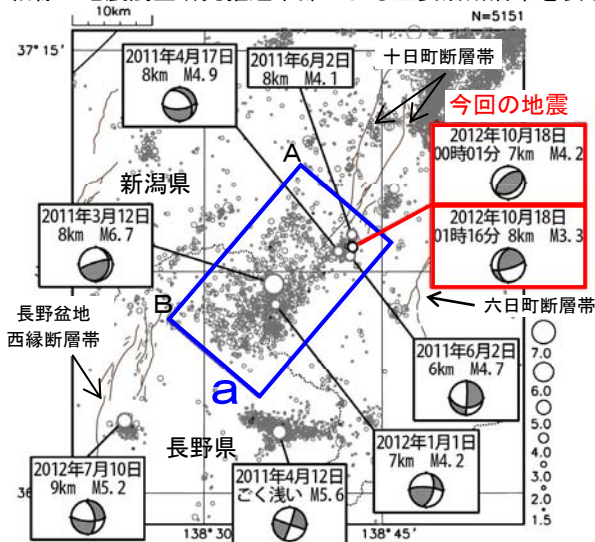 10km
N=5151
37°15'
2011年4月17日
8km M4.9
2011年6月2日
8km M4.1
十日町断層帯
今回の地震
2012年10月18日
00時01分 7km M4.2
2012年10月18日
01時16分 8km M3.3
新潟県
A
2011年3月12日
8km M6.7
B
a
長野盆地
西縁断層帯
六日町断層帯
2011年6月2日
6km M4.7
2012年1月1日
7km M4.2
長野県
2012年7月10日
9km M5.2
2011年4月12日
ごく浅い M5.6
7.0
6.0
5.0
4.0
3.0
2.0
1.5
36
138°30
138°45'